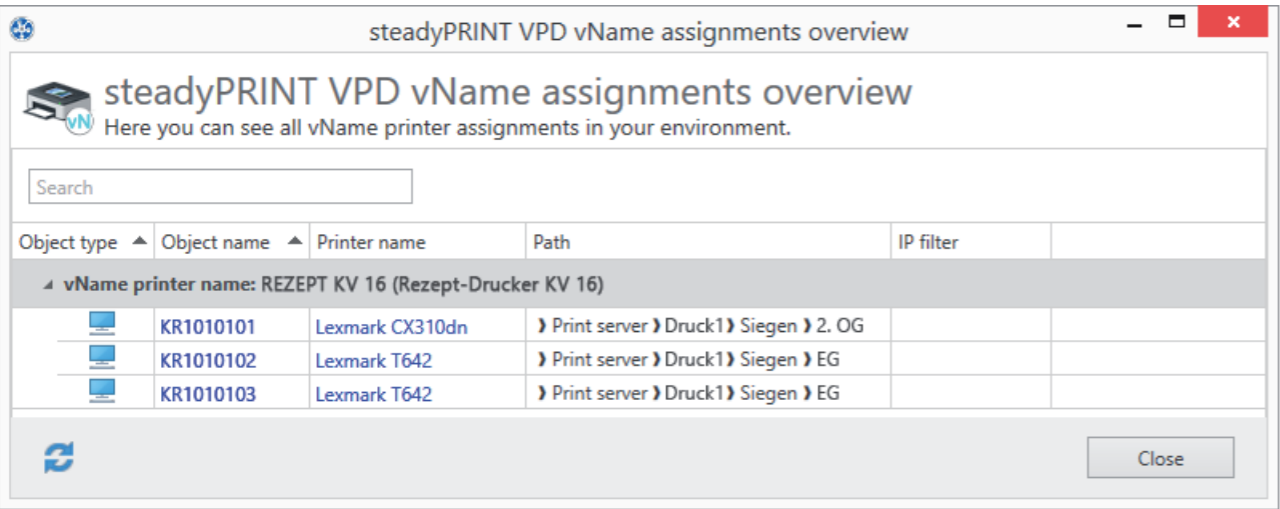 steadyPRINT VPD vName assignments overview
steadyPRINT VPD vName assignments overview
vN
Here you can see all vName printer assignments in your environment.
Search
Object type Object name Printer name Path IP filter
vName printer name: REZEPT KV 16 (Rezept-Drucker KV 16)
KR1010101 Lexmark CX310dn ❫ Print server ❫ Druck1 ❫ Siegen ❫ 2. OG
KR1010102 Lexmark T642 ❫ Print server ❫ Druck1 ❫ Siegen ❫ EG
KR1010103 Lexmark T642 ❫ Print server ❫ Druck1 ❫ Siegen ❫ EG
Close